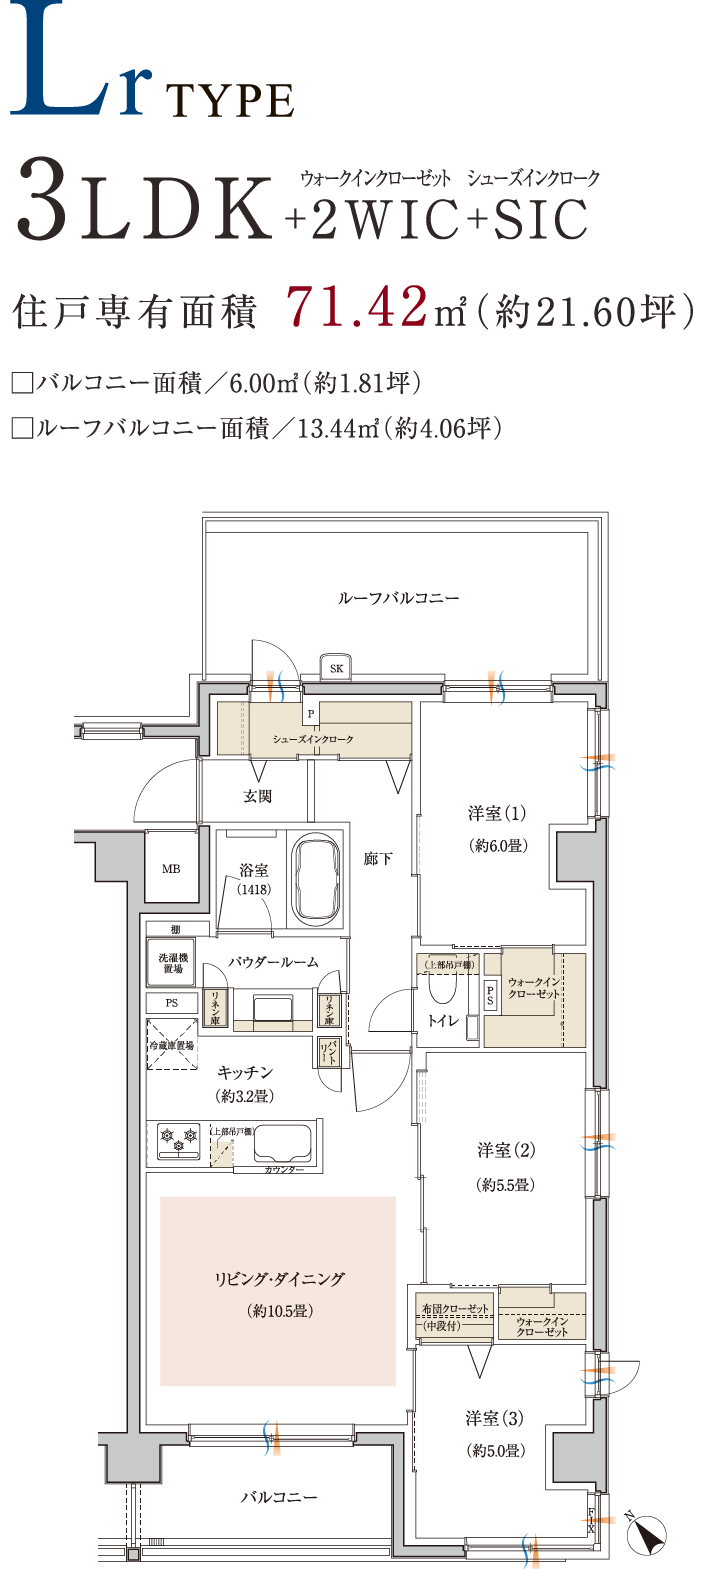 Lr TYPE
ウォークインクローゼット シューズインクローク
3LDK+2WIC+SIC
住戸専有面積 71.42㎡(約21.60坪)
□バルコニー面積/6.00㎡(約1.81坪)
□ルーフバルコニー面積/13.44㎡(約4.06坪)
ルーフバルコニー
SK
P
シューズインクローク
玄関
洋室(1)
(約6.0畳)
廊下
MB
浴室
(1418)
棚
洗濯機
置場
パウダールーム
(上部吊戸棚)
ウォークイン
クローゼット
PS
リネン庫
リネン庫
トイレ
PS
冷蔵庫置場
パントリー
キッチン
(約3.2畳)
(上部吊戸棚)
カウンター
洋室(2)
(約5.5畳)
リビング・ダイニング
(約10.5畳)
布団クローゼット
(中段付)
ウォークイン
クローゼット
洋室(3)
(約5.0畳)
バルコニー
FIX
N